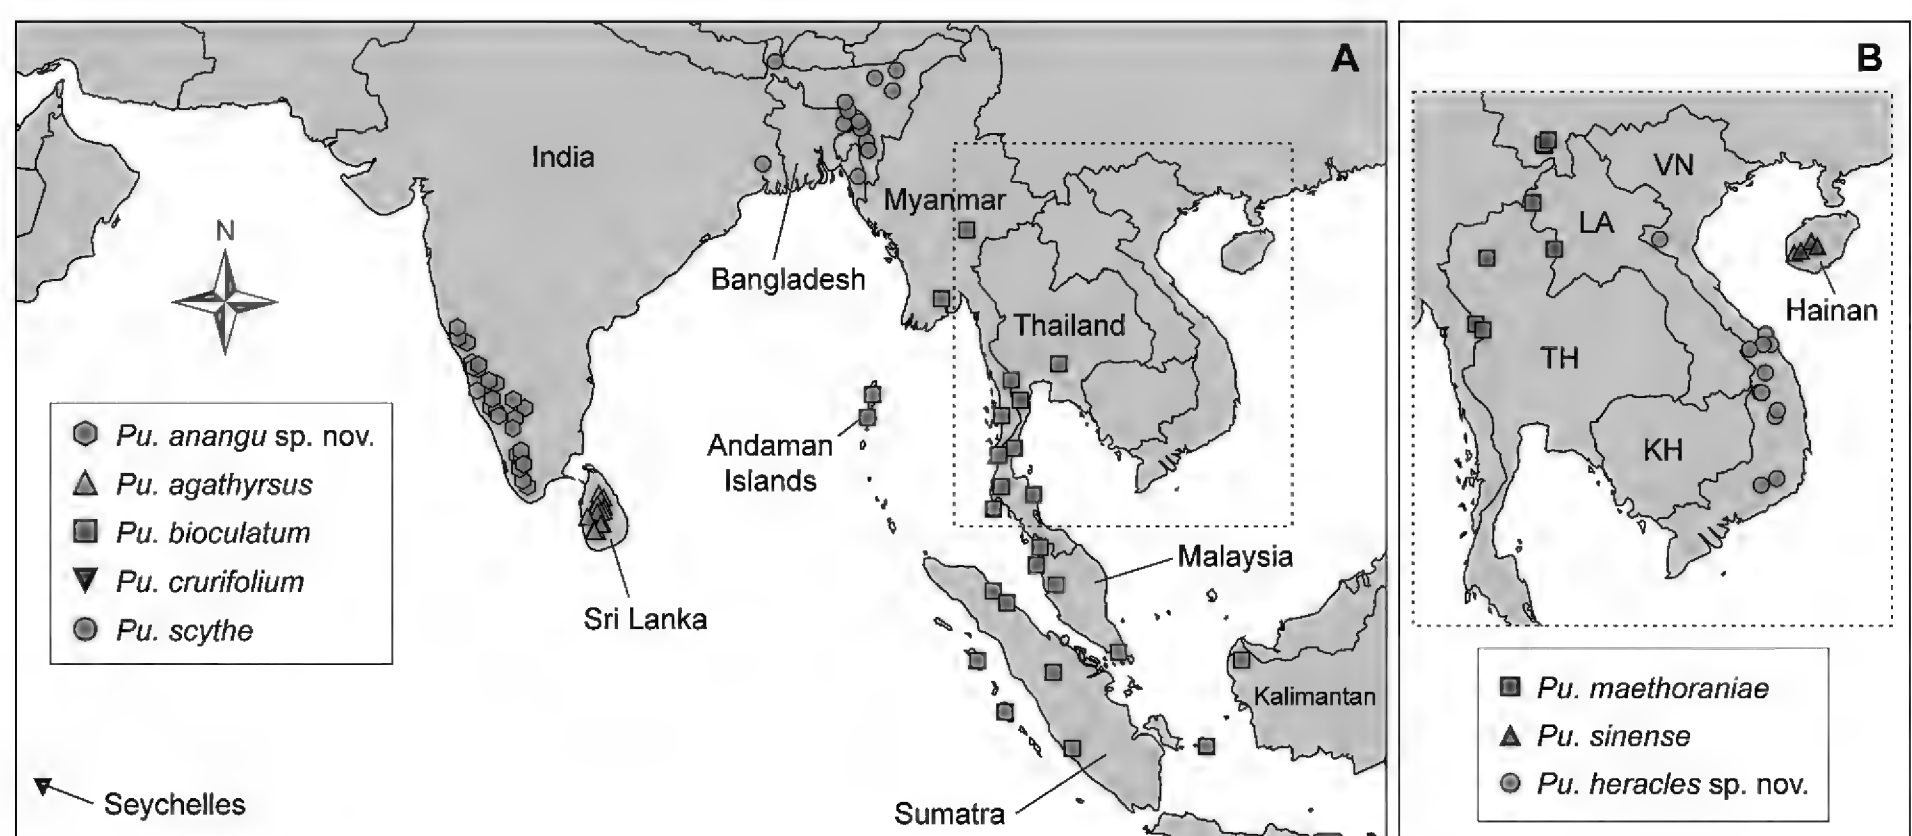 A
India
Myanmar
N
Bangladesh
Thailand
Andaman
Islands
Pu. anangu sp. nov.
Pu. agathyrsus
Pu. bioculatum
Pu. crurifolium
Pu. scythe
Malaysia
Sri Lanka
Kalimantan
Seychelles
Sumatra
B
VN
LA
Hainan
TH
KH
Pu. maethoraniae
Pu. sinense
Pu. heracles sp. nov.